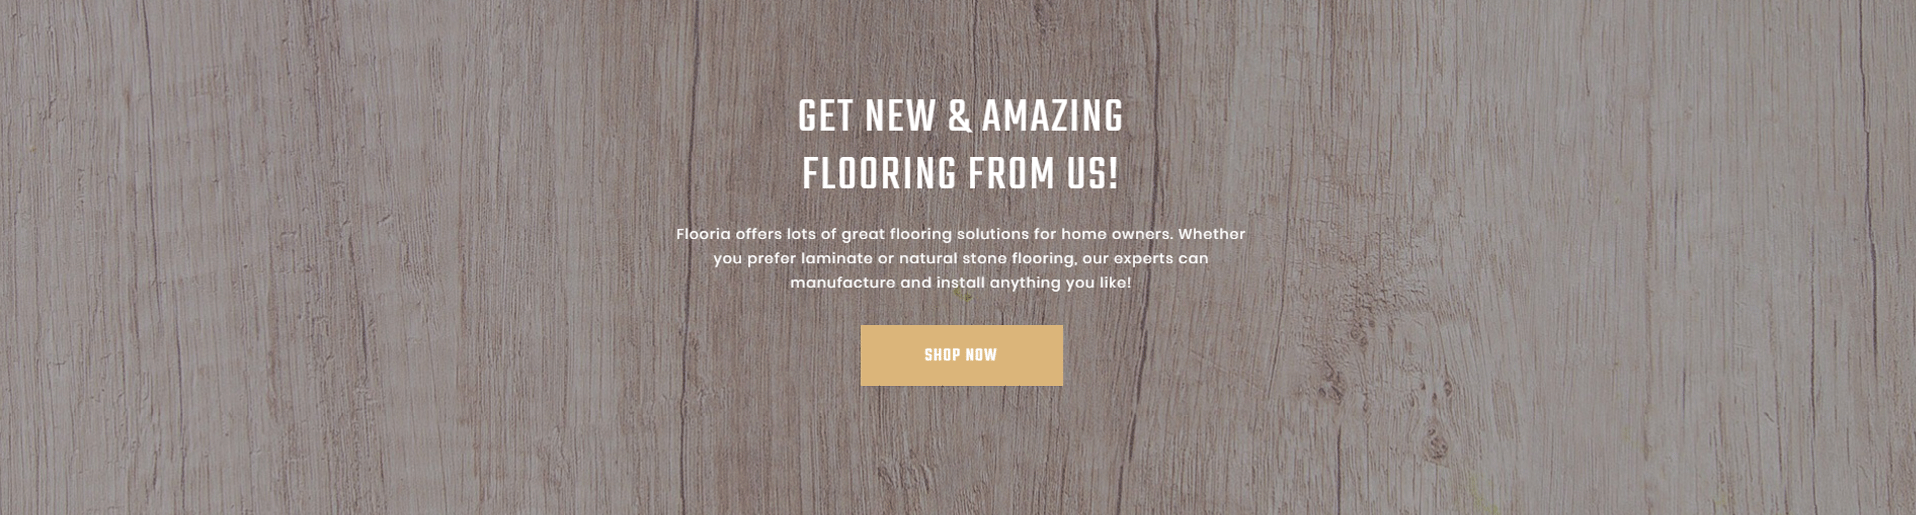 GET NEW & AMAZING
FLOORING FROM US!
Flooria offers lots of great flooring solutions for home owners. Whether
you prefer laminate or natural stone flooring, our experts can
manufacture and install anything you like!
SHOP NOW